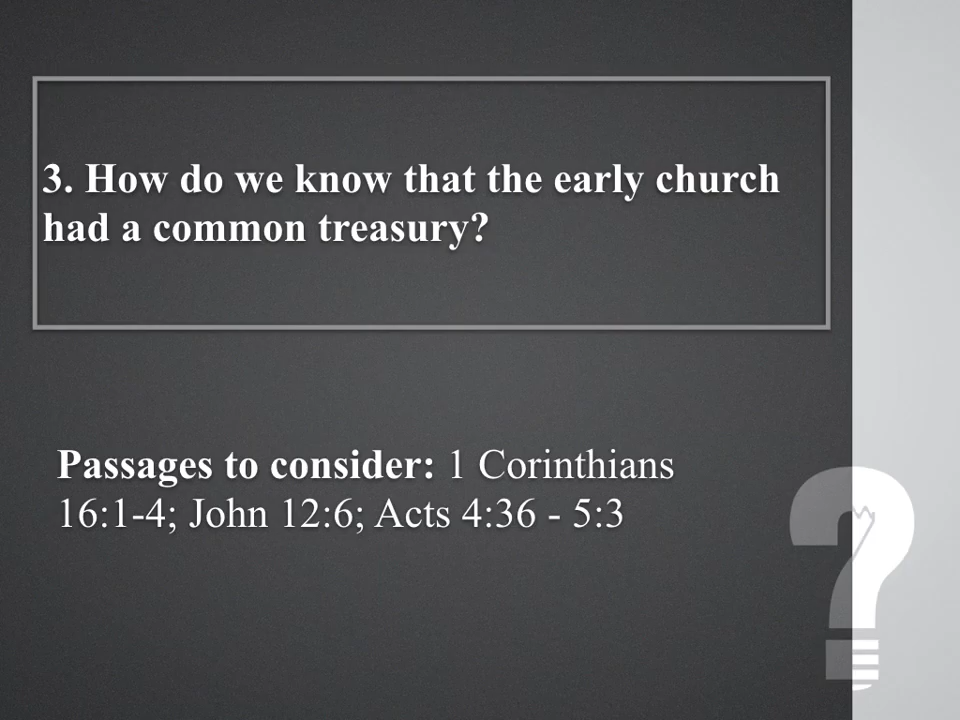 3. How do we know that the early church
had a common treasury?
Passages to consider: 1 Corinthians
16:1-4; John 12:6; Acts 4:36 - 5:3